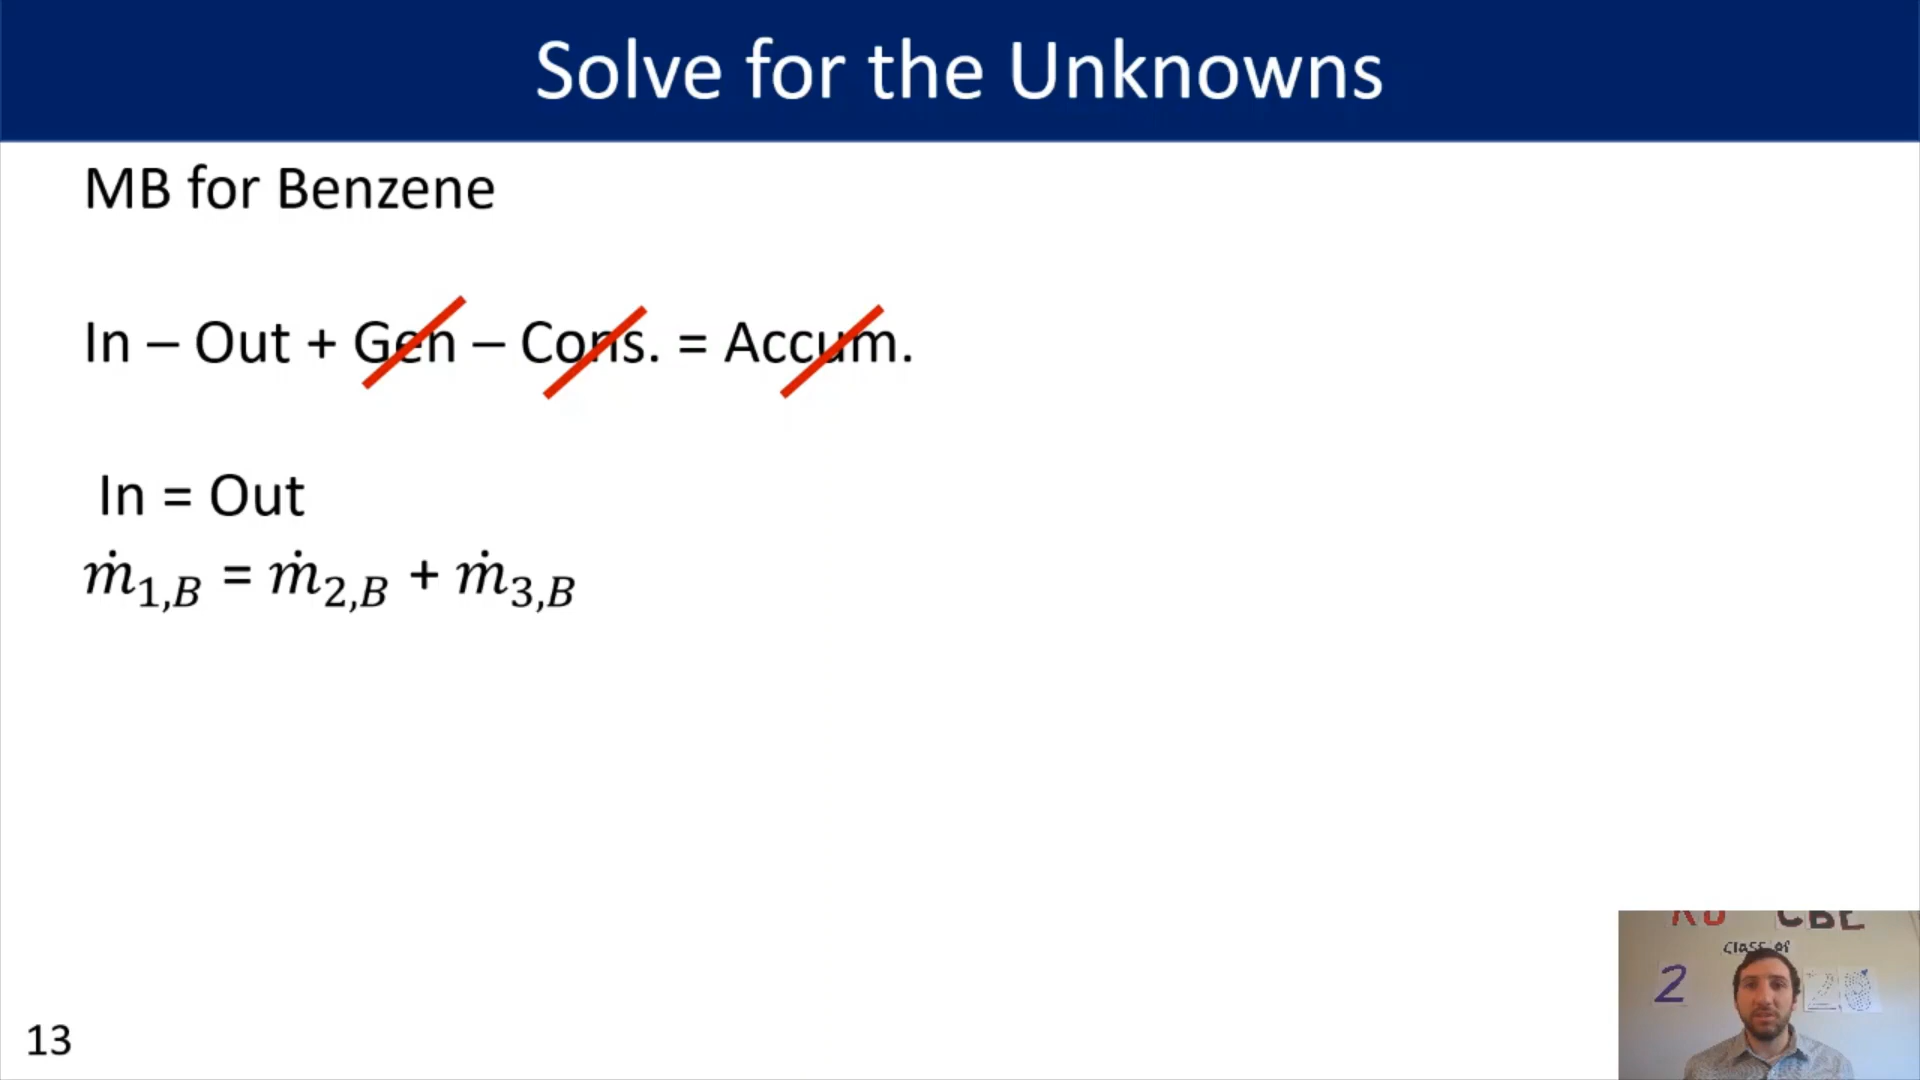 Solve for the Unknowns
MB for Benzene
In – Out + Gen – Cons. = Accum.
In = Out
ṁ₁,B = ṁ₂,B + ṁ₃,B
13
CBE
class of
2 20